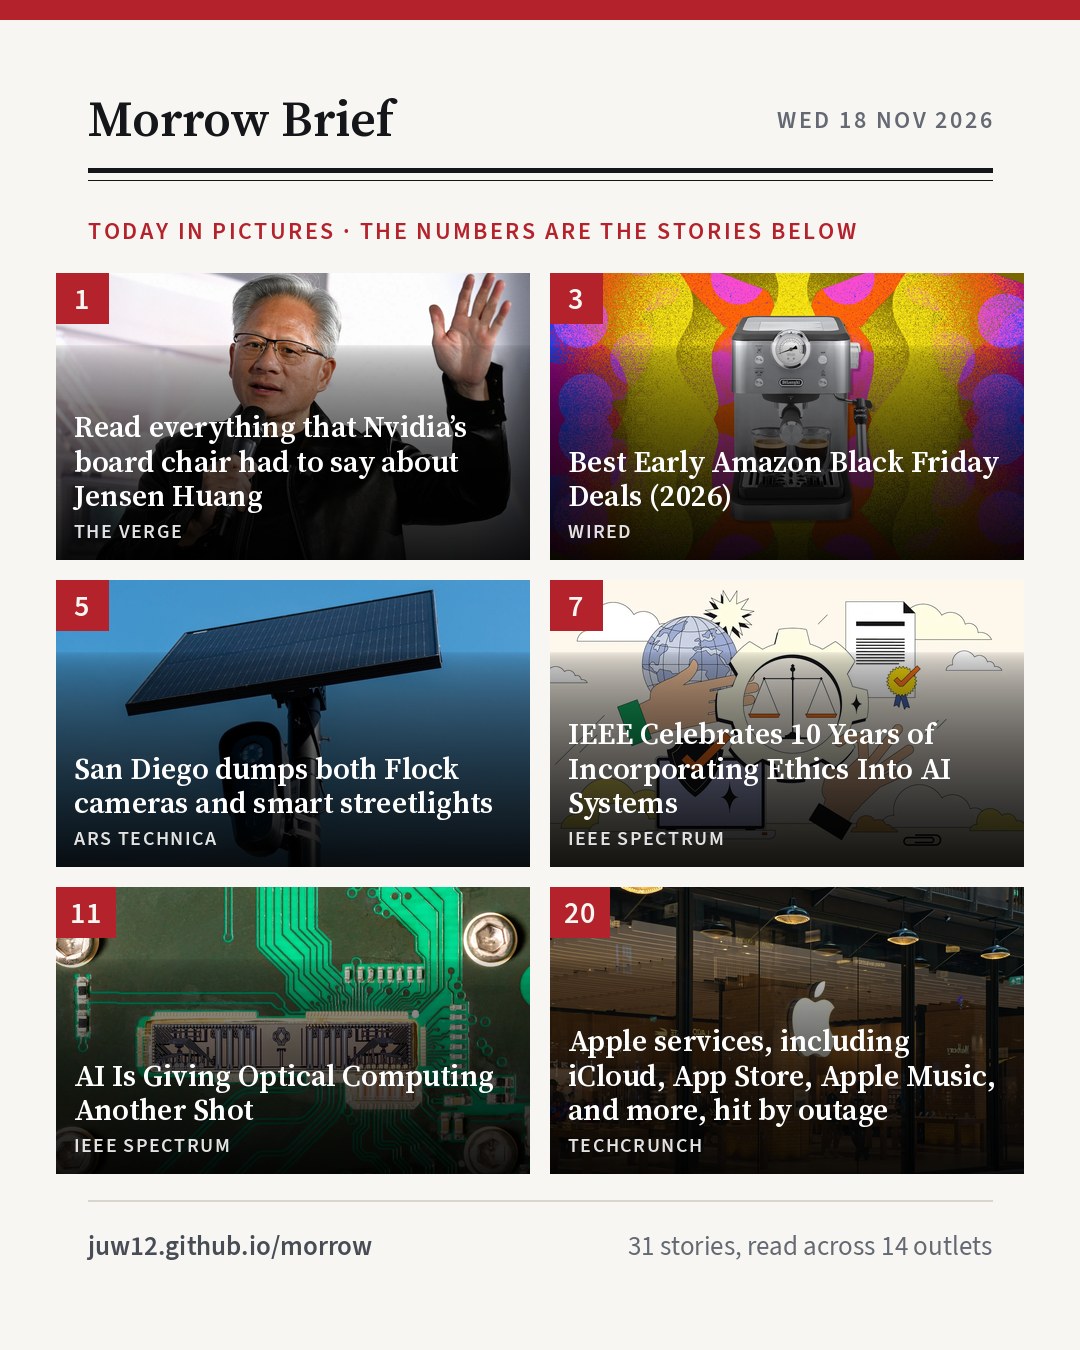 Morrow Brief
WED 18 NOV 2026
TODAY IN PICTURES · THE NUMBERS ARE THE STORIES BELOW
1
Read everything that Nvidia’s
board chair had to say about
Jensen Huang
THE VERGE
3
Best Early Amazon Black Friday
Deals (2026)
WIRED
5
San Diego dumps both Flock
cameras and smart streetlights
ARS TECHNICA
7
IEEE Celebrates 10 Years of
Incorporating Ethics Into AI
Systems
IEEE SPECTRUM
11
AI Is Giving Optical Computing
Another Shot
IEEE SPECTRUM
20
Apple services, including
iCloud, App Store, Apple Music,
and more, hit by outage
TECHCRUNCH
juw12.github.io/morrow
31 stories, read across 14 outlets